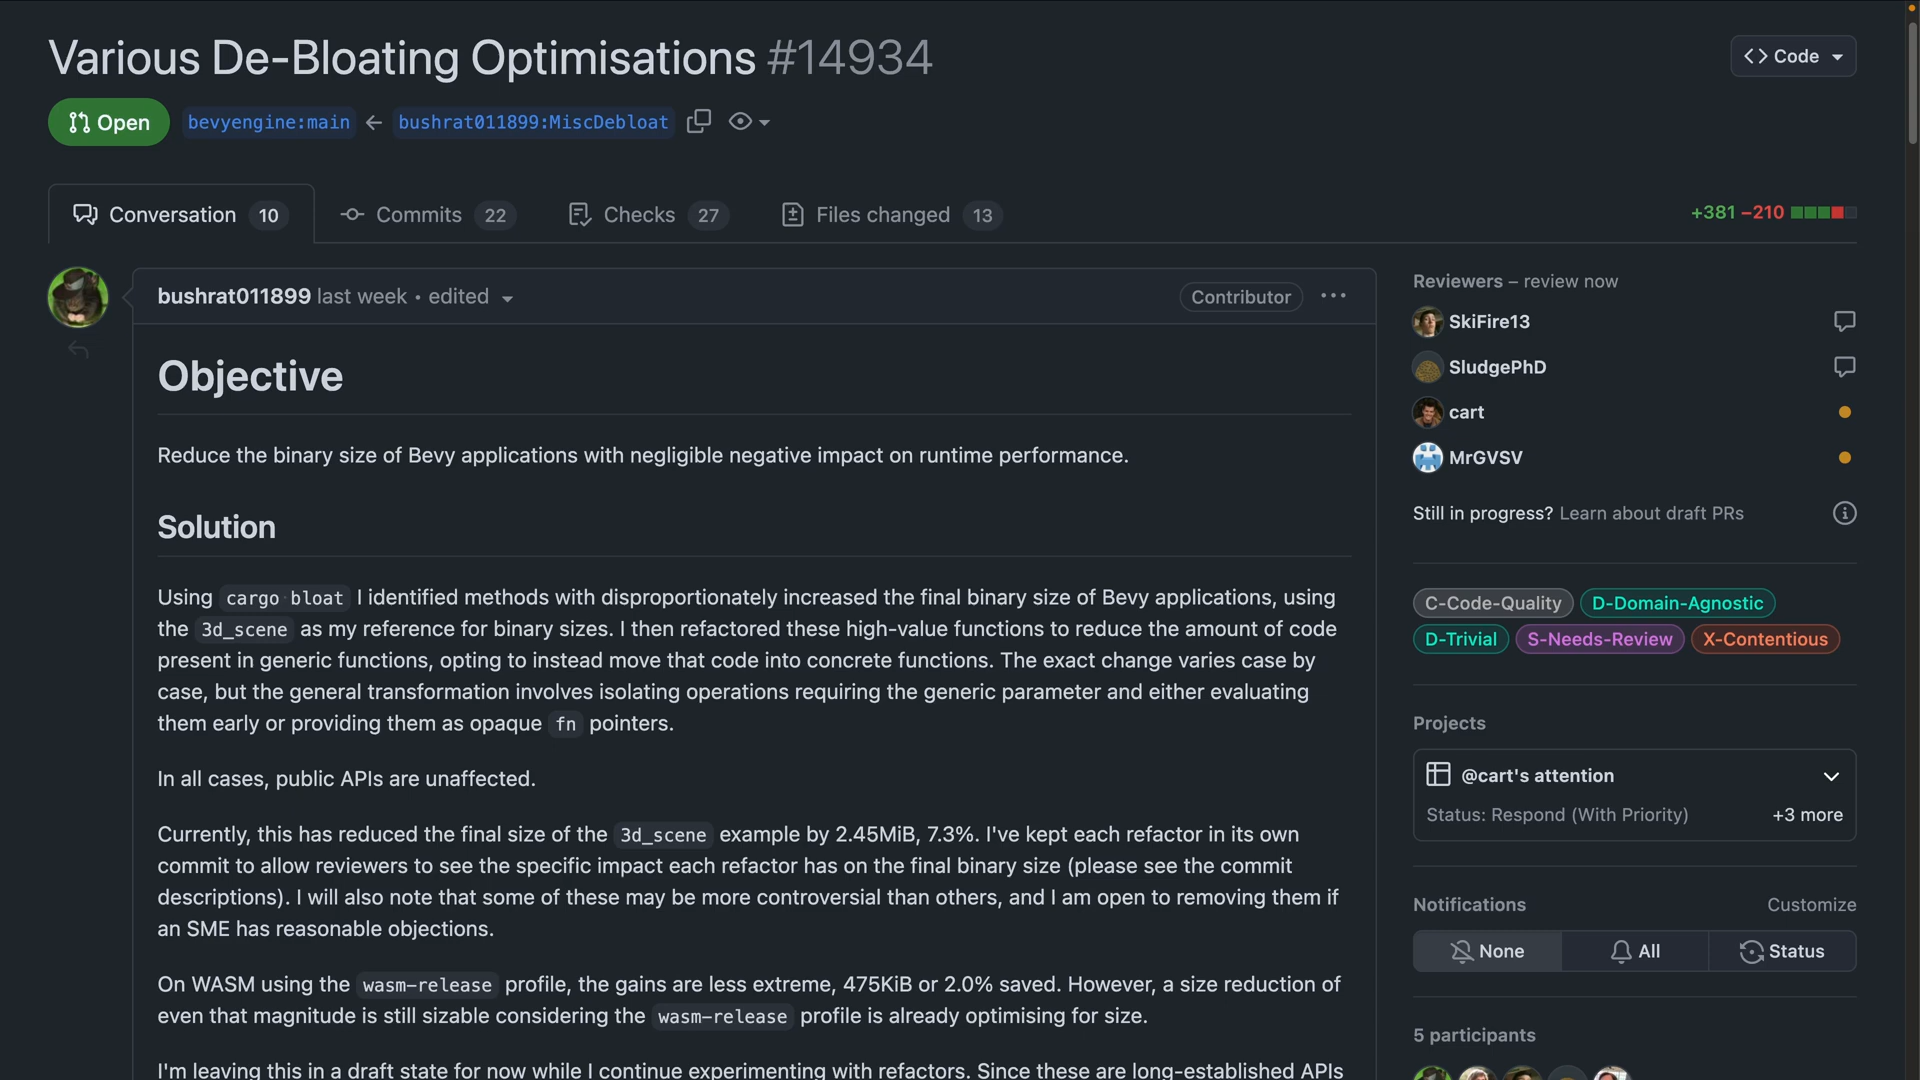 Various De-Bloating Optimisations #14934
Code
Open
bevyengine:main ← bushrat011899:MiscDebloat
Conversation 10
Commits 22
Checks 27
Files changed 13
+381 −210
bushrat011899 last week • edited
Contributor
Objective
Reduce the binary size of Bevy applications with negligible negative impact on runtime performance.
Solution
Using cargo bloat I identified methods with disproportionately increased the final binary size of Bevy applications, using
the 3d_scene as my reference for binary sizes. I then refactored these high-value functions to reduce the amount of code
present in generic functions, opting to instead move that code into concrete functions. The exact change varies case by
case, but the general transformation involves isolating operations requiring the generic parameter and either evaluating
them early or providing them as opaque fn pointers.
In all cases, public APIs are unaffected.
Currently, this has reduced the final size of the 3d_scene example by 2.45MiB, 7.3%. I've kept each refactor in its own
commit to allow reviewers to see the specific impact each refactor has on the final binary size (please see the commit
descriptions). I will also note that some of these may be more controversial than others, and I am open to removing them if
an SME has reasonable objections.
On WASM using the wasm-release profile, the gains are less extreme, 475KiB or 2.0% saved. However, a size reduction of
even that magnitude is still sizable considering the wasm-release profile is already optimising for size.
I'm leaving this in a draft state for now while I continue experimenting with refactors. Since these are long-established APIs
Reviewers – review now
SkiFire13
SludgePhD
cart
MrGVSV
Still in progress? Learn about draft PRs
C-Code-Quality D-Domain-Agnostic
D-Trivial S-Needs-Review X-Contentious
Projects
@cart's attention
Status: Respond (With Priority) +3 more
Notifications Customize
None All Status
5 participants